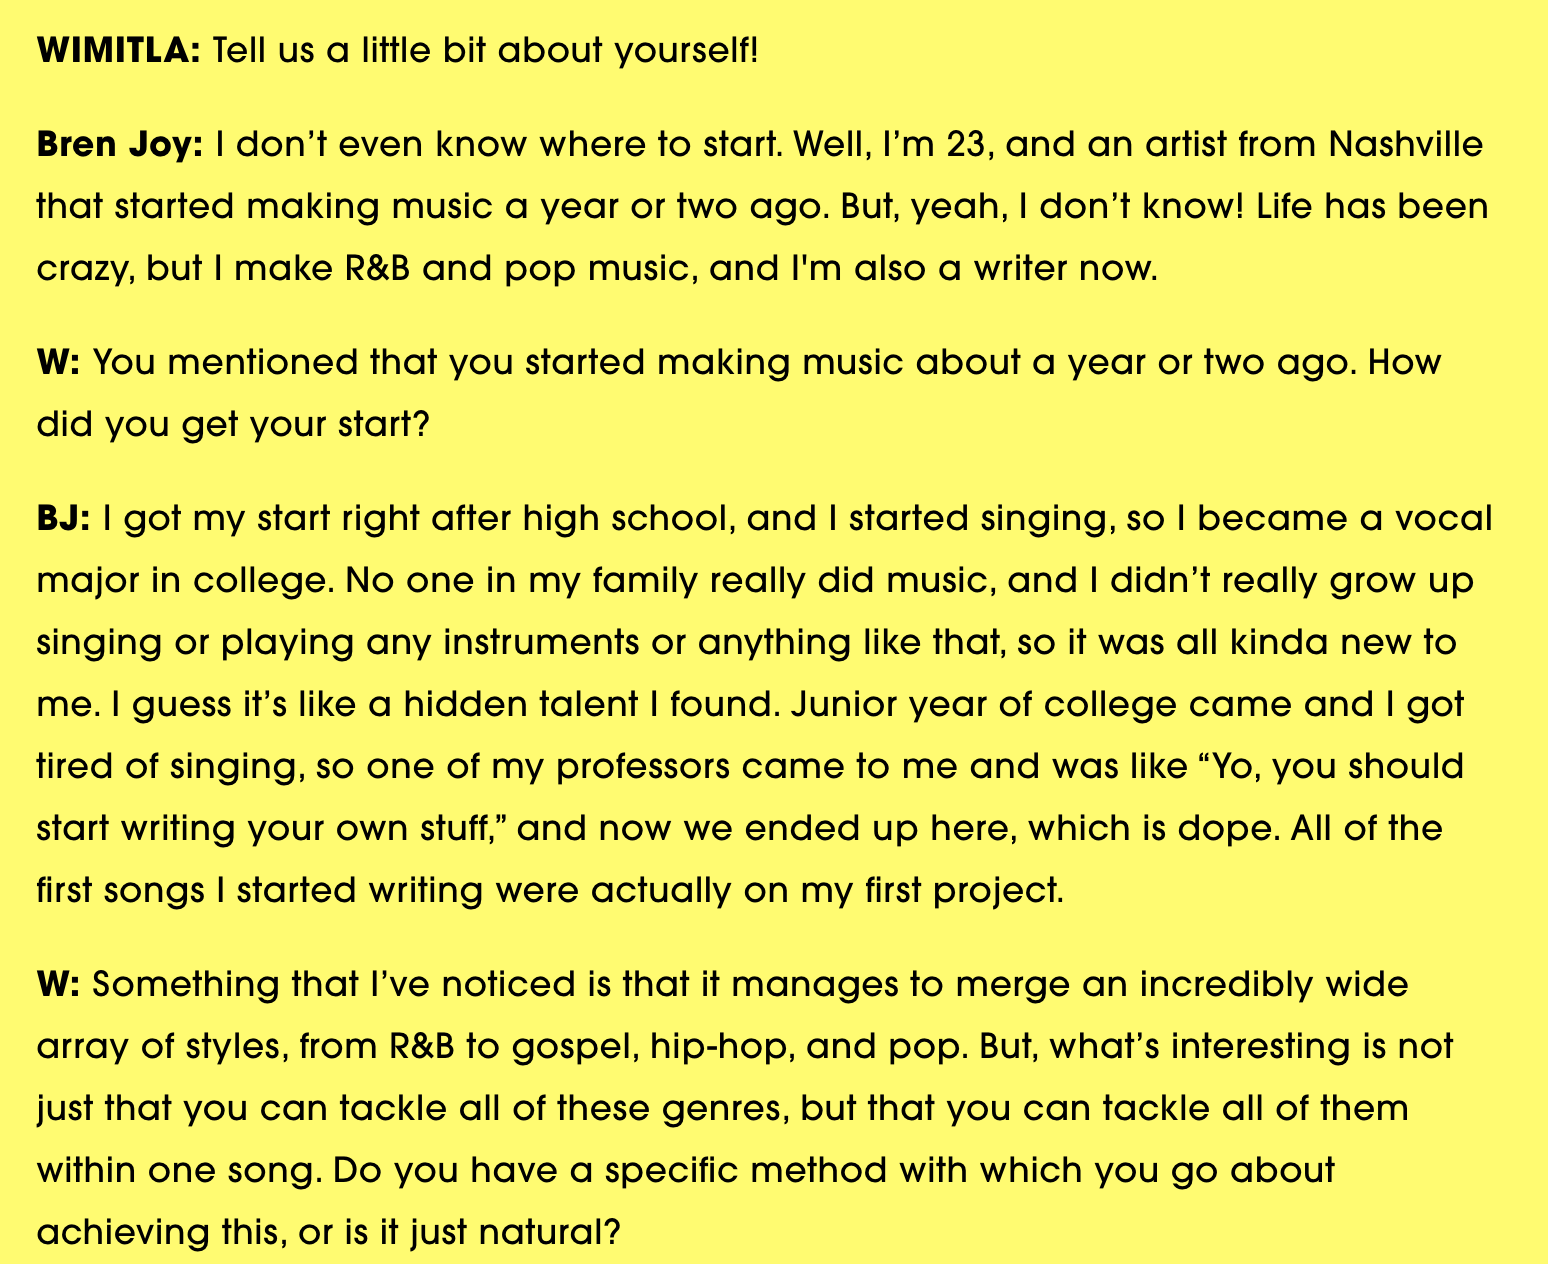 WIMITLA: Tell us a little bit about yourself!
Bren Joy: I don’t even know where to start. Well, I’m 23, and an artist from Nashville
that started making music a year or two ago. But, yeah, I don’t know! Life has been
crazy, but I make R&B and pop music, and I'm also a writer now.
W: You mentioned that you started making music about a year or two ago. How
did you get your start?
BJ: I got my start right after high school, and I started singing, so I became a vocal
major in college. No one in my family really did music, and I didn’t really grow up
singing or playing any instruments or anything like that, so it was all kinda new to
me. I guess it’s like a hidden talent I found. Junior year of college came and I got
tired of singing, so one of my professors came to me and was like “Yo, you should
start writing your own stuff,” and now we ended up here, which is dope. All of the
first songs I started writing were actually on my first project.
W: Something that I’ve noticed is that it manages to merge an incredibly wide
array of styles, from R&B to gospel, hip-hop, and pop. But, what’s interesting is not
just that you can tackle all of these genres, but that you can tackle all of them
within one song. Do you have a specific method with which you go about
achieving this, or is it just natural?